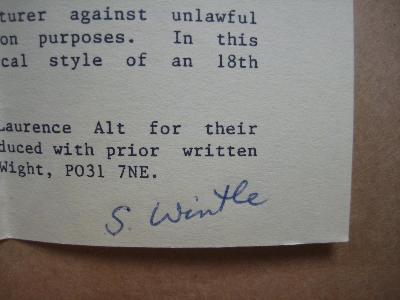 turer against unlawful
on purposes. In this
cal style of an 18th
Laurence Alt for their
duced with prior written
Wight, PO31 7NE.
S. Wintle